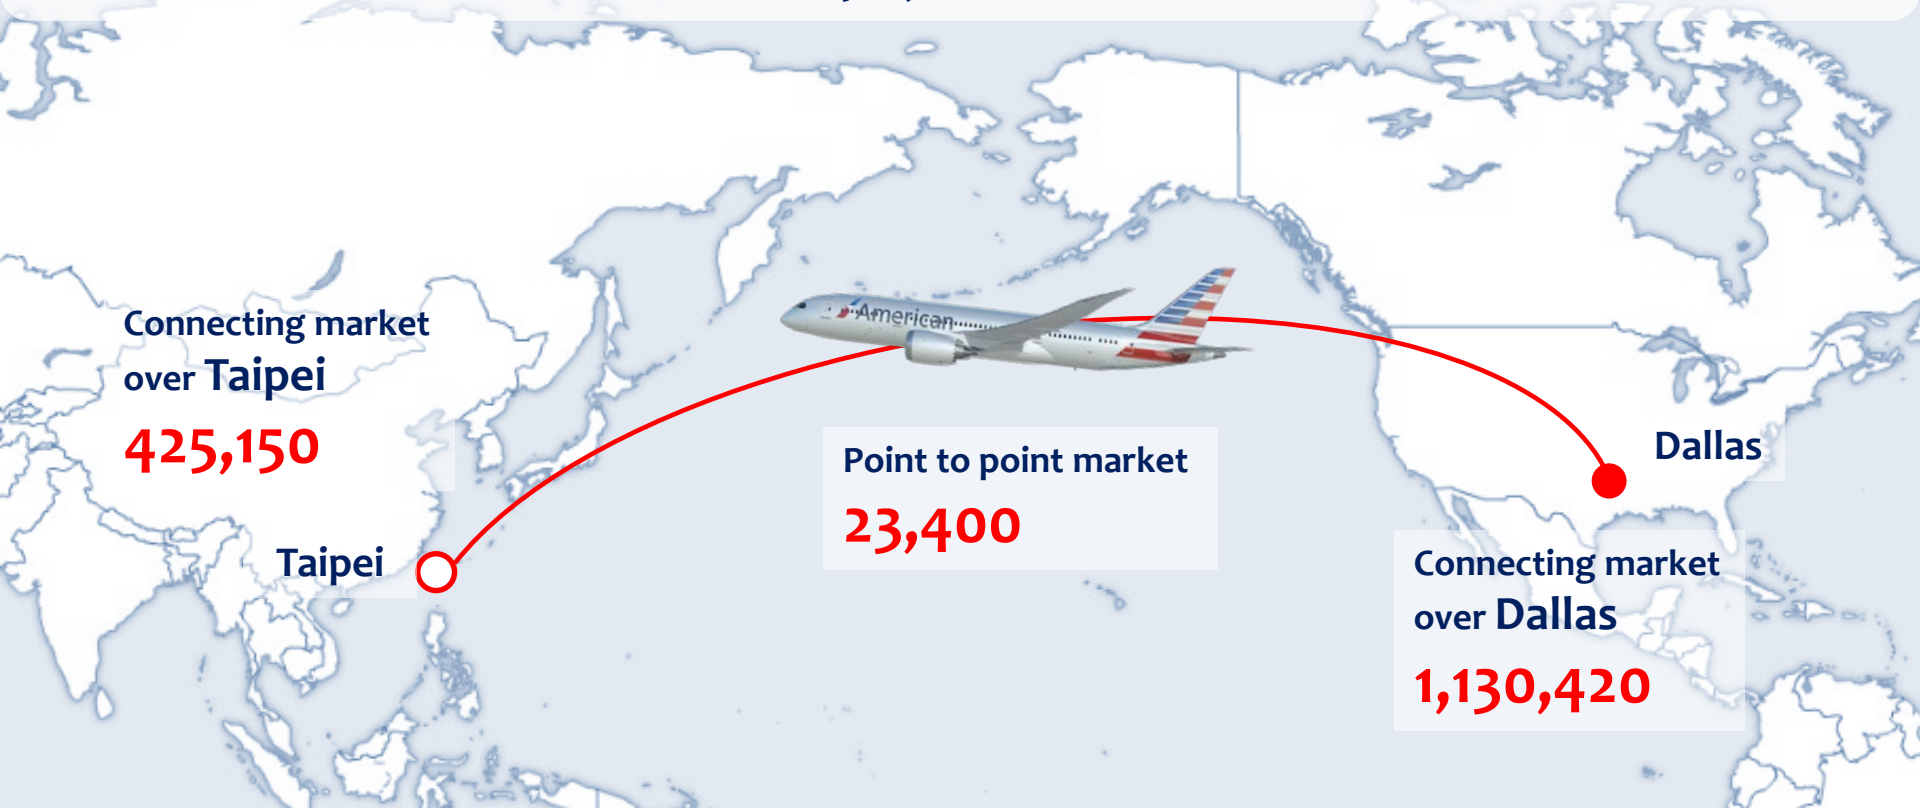 American
Connecting market
over Taipei
425,150
Taipei
Point to point market
23,400
Dallas
Connecting market
over Dallas
1,130,420